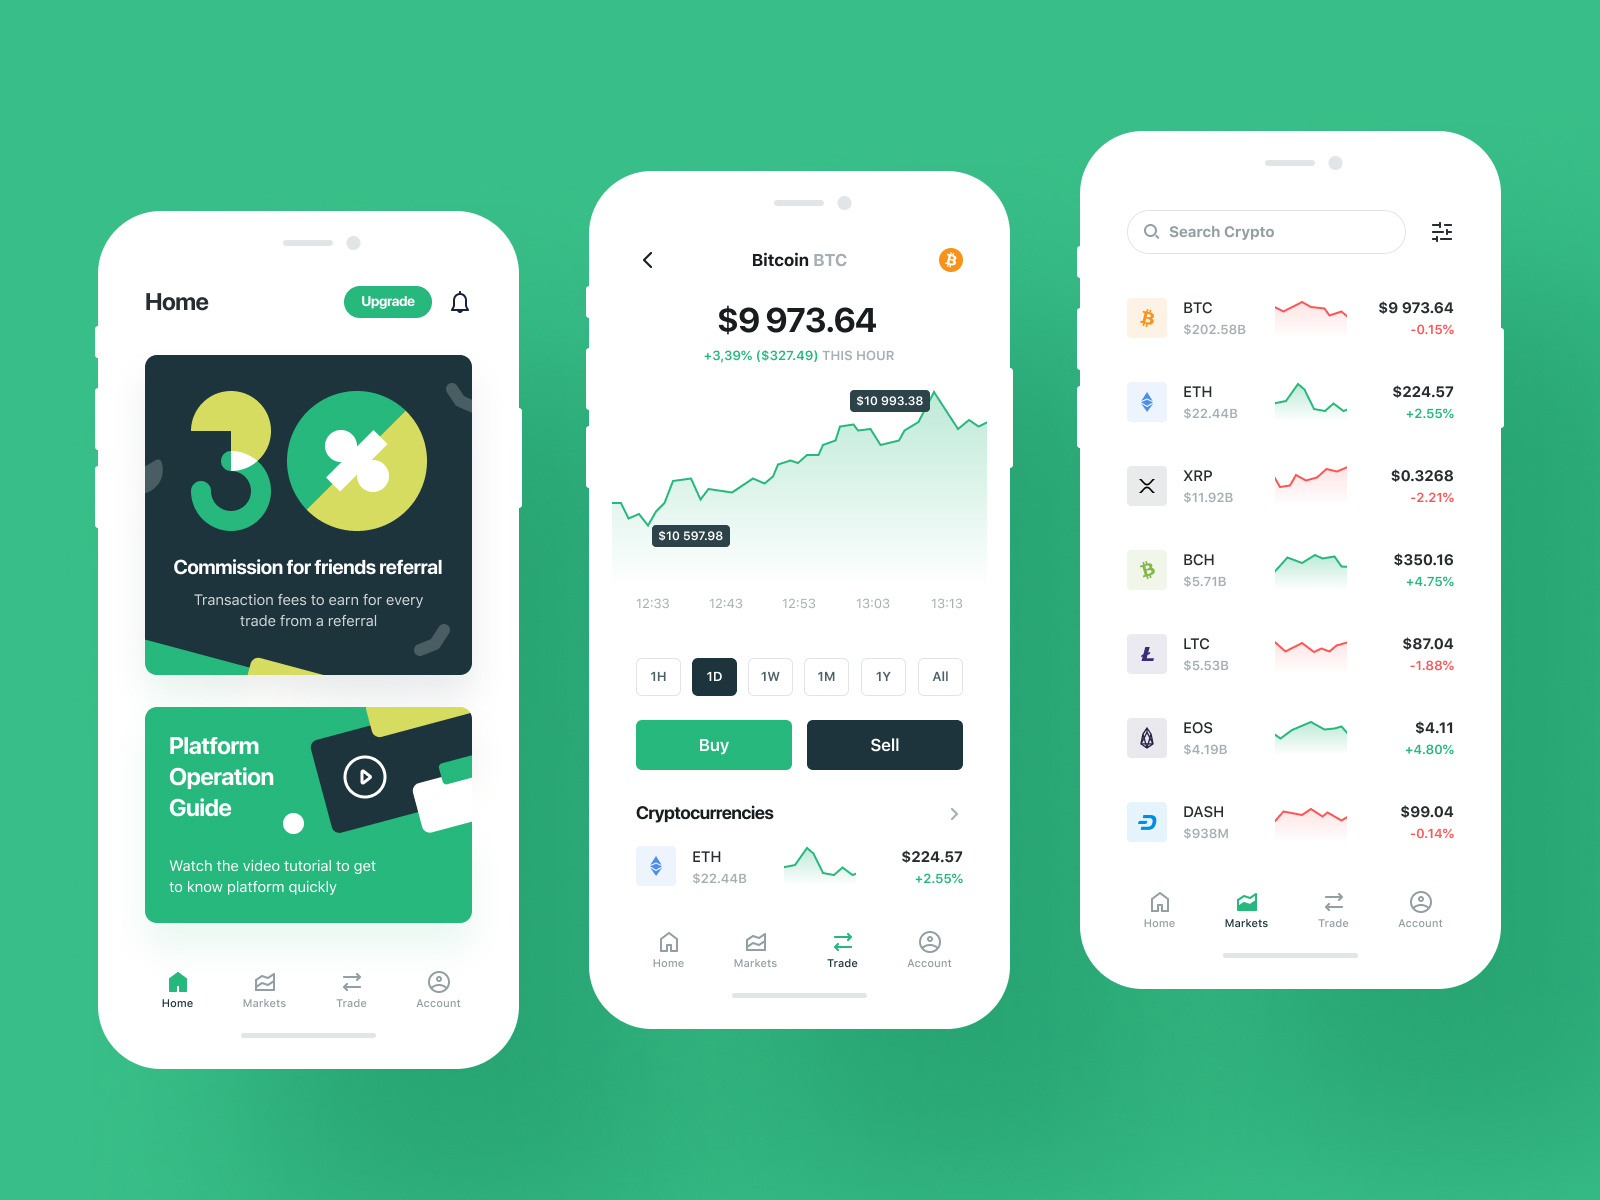 Home
Upgrade
30%
Commission for friends referral
Transaction fees to earn for every
trade from a referral
Platform
Operation
Guide
Watch the video tutorial to get
to know platform quickly
Home Markets Trade Account
Bitcoin BTC
$9 973.64
+3,39% ($327.49) THIS HOUR
$10 993.38
$10 597.98
12:33 12:43 12:53 13:03 13:13
1H 1D 1W 1M 1Y All
Buy Sell
Cryptocurrencies
ETH $224.57
$22.44B +2.55%
Home Markets Trade Account
Search Crypto
BTC $9 973.64
$202.58B -0.15%
ETH $224.57
$22.44B +2.55%
XRP $0.3268
$11.92B -2.21%
BCH $350.16
$5.71B +4.75%
LTC $87.04
$5.53B -1.88%
EOS $4.11
$4.19B +4.80%
DASH $99.04
$938M -0.14%
Home Markets Trade Account